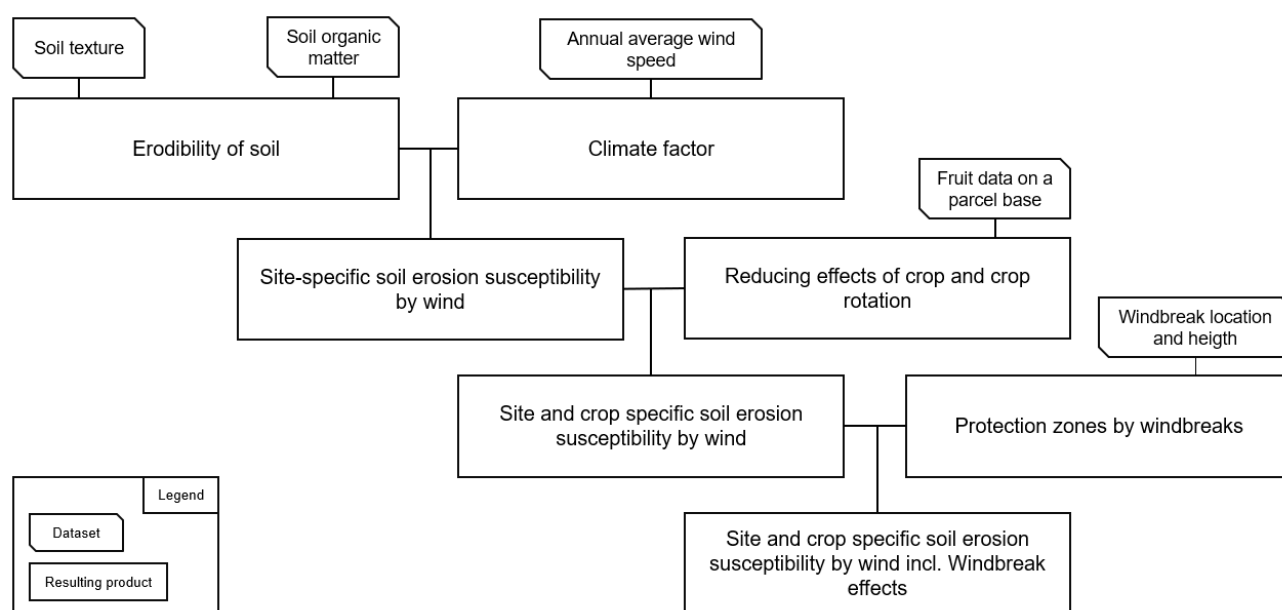 Soil texture
Soil organic
matter
Annual average wind
speed
Erodibility of soil
Climate factor
Fruit data on a
parcel base
Site-specific soil erosion susceptibility
by wind
Reducing effects of crop and crop
rotation
Windbreak location
and heigth
Site and crop specific soil erosion
susceptibility by wind
Protection zones by windbreaks
Legend
Dataset
Resulting product
Site and crop specific soil erosion
susceptibility by wind incl. Windbreak
effects